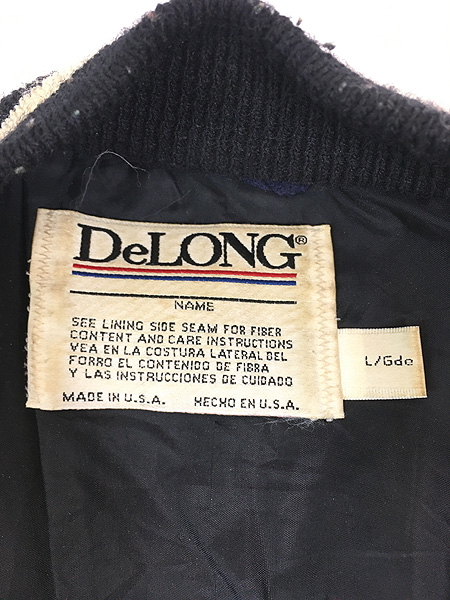 DeLONG®
NAME
SEE LINING SIDE SEAM FOR FIBER
CONTENT AND CARE INSTRUCTIONS
VEA EN LA COSTURA LATERAL DEL
FORRO EL CONTENIDO DE FIBRA
Y LAS INSTRUCCIONES DE CUIDADO
MADE IN U.S.A. HECHO EN U.S.A.
L/Gde